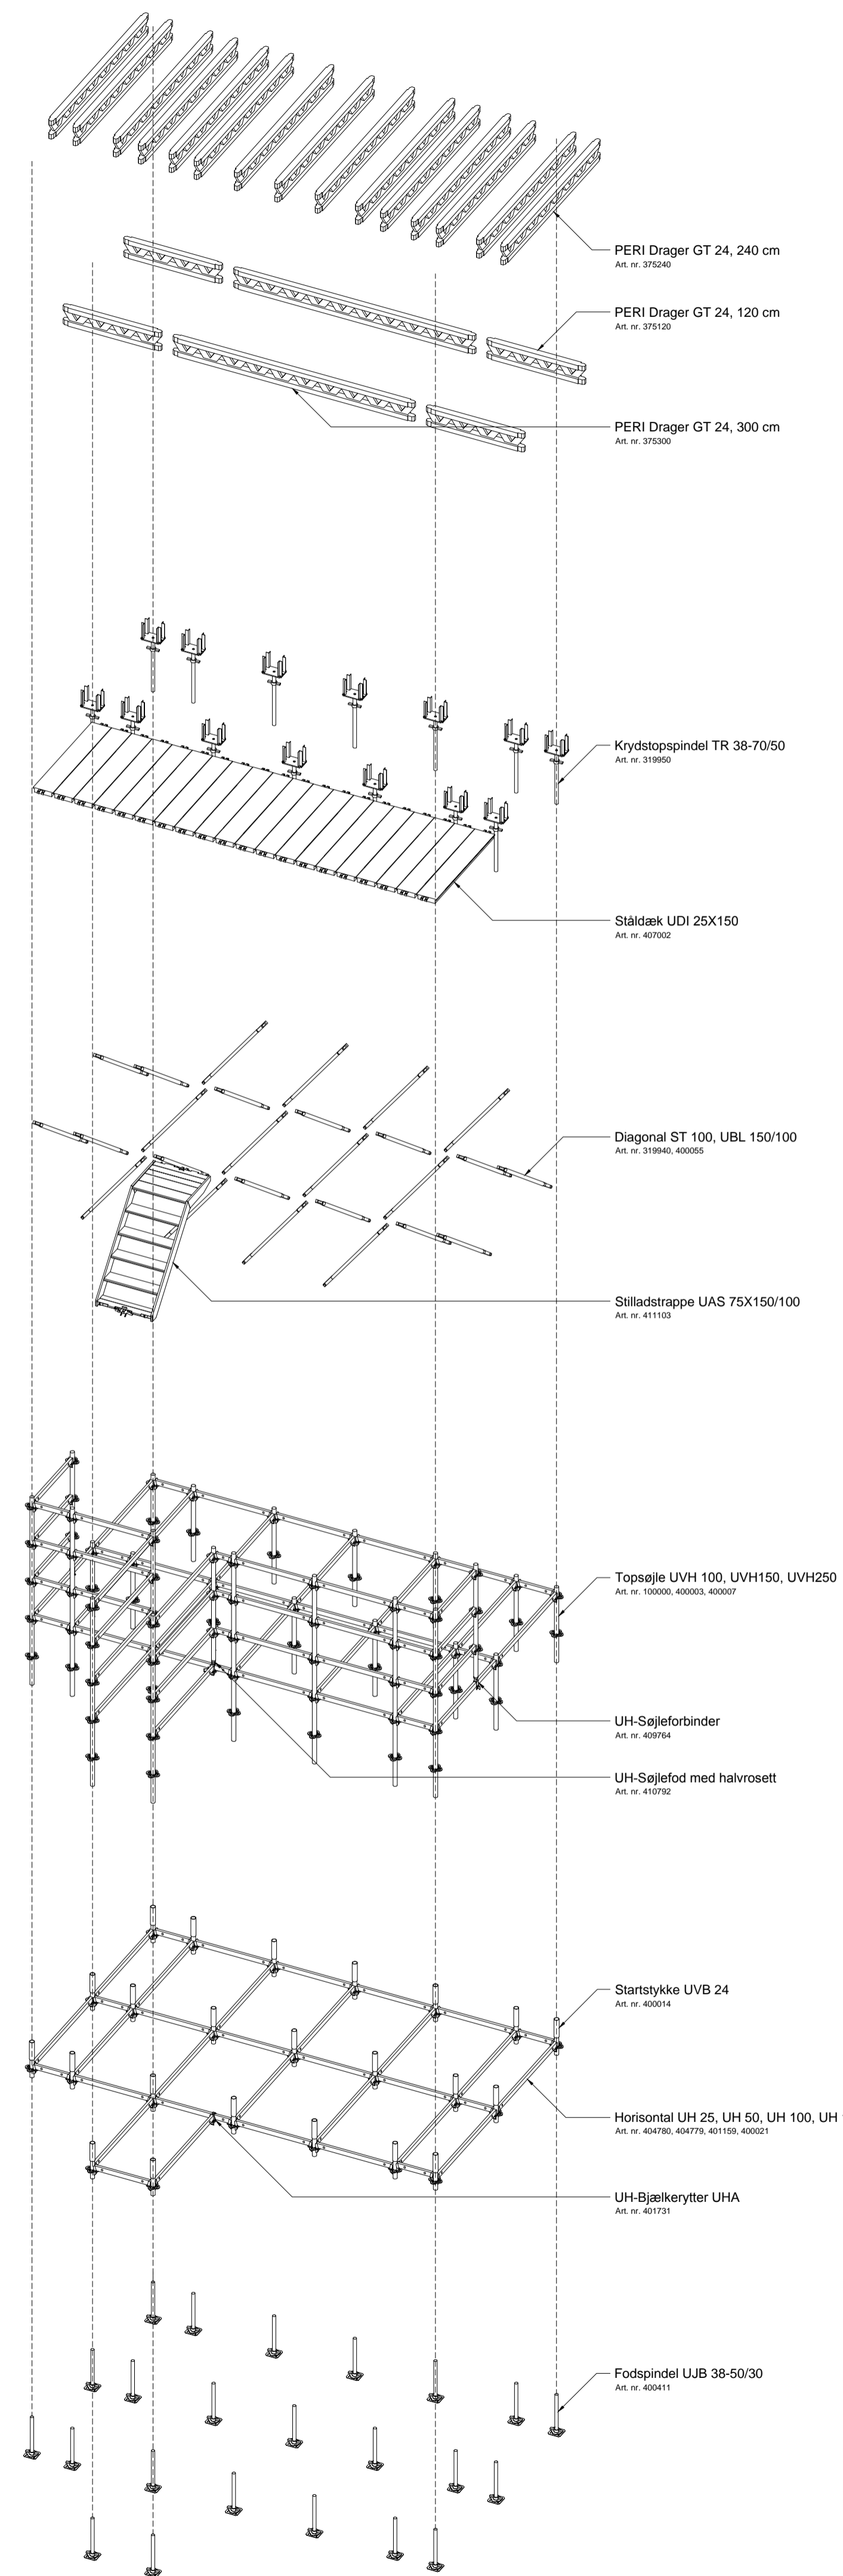 PERI Drager GT 24, 240 cm
Art. nr. 375240
PERI Drager GT 24, 120 cm
Art. nr. 375120
PERI Drager GT 24, 300 cm
Art. nr. 375300
Krydstopspindel TR 38-70/50
Art. nr. 319950
Ståldæk UDI 25X150
Art. nr. 407002
Diagonal ST 100, UBL 150/100
Art. nr. 319940, 400055
Stilladstrappe UAS 75X150/100
Art. nr. 411103
Topsøjle UVH 100, UVH150, UVH250
Art. nr. 100000, 400003, 400007
UH-Søjleforbinder
Art. nr. 409764
UH-Søjlefod med halvrosett
Art. nr. 410792
Startstykke UVB 24
Art. nr. 400014
Horisontal UH 25, UH 50, UH 100, UH
Art. nr. 404780, 404779, 401159, 400021
UH-Bjælkerytter UHA
Art. nr. 401731
Fodspindel UJB 38-50/30
Art. nr. 400411